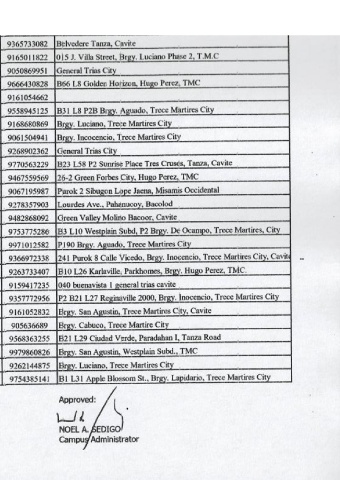 9365733082 Belvedere Tanza, Cavite
9165011822 015 J. Villa Street, Brgy. Luciano Phase 2, T.M.C
9050869951 General Trias City
9666430828 B66 L8 Golden Horizon, Hugo Perez, TMC
9161054662
9558945125 B31 L8 P2B Brgy. Aguado, Trece Martires City
9168680869 Brgy. Luciano, Trece Martires City
9061504941 Brgy. Inocencio, Trece Martires City
9268902362 General Trias City
9770563229 B23 L58 P2 Sunrise Place Tres Cruses, Tanza, Cavite
9467559569 26-2 Green Forbes City, Hugo Perez, TMC
9067195987 Purok 2 Sibugon Lope Jaena, Misamis Occidental
9278357903 Lourdes Ave., Pahanocoy, Bacolod
9482868092 Green Valley Molino Bacoor, Cavite
9753775286 B3 L10 Westplain Subd, P2 Brgy. De Ocampo, Trece Martires, City
9971012582 P190 Brgy. Aguado, Trece Martires City
9366972338 241 Purok 8 Calle Vicedo, Brgy. Inocencio, Trece Martires City, Cavite
9263733407 B10 L26 Karlaville, Parkhomes, Brgy. Hugo Perez, TMC.
9159417235 040 buenavista 1 general trias cavite
9357772956 P2 B21 L27 Reginiville 2000, Brgy. Inocencio, Trece Martires City
9161052832 Brgy. San Agustin, Trece Martires City, Cavite
905636689 Brgy. Cabuco, Trece Martire City
9568363255 B21 L29 Ciudad Verde, Paradahan I, Tanza Road
9979860826 Brgy. San Agustin, Westplain Subd., TMC
9262144875 Brgy. Luciano, Trece Martires City
9754385141 B1 L31 Apple Blossom St., Brgy. Lapidario, Trece Martires City
Approved:
NOEL A. SEDIGO
Campus Administrator